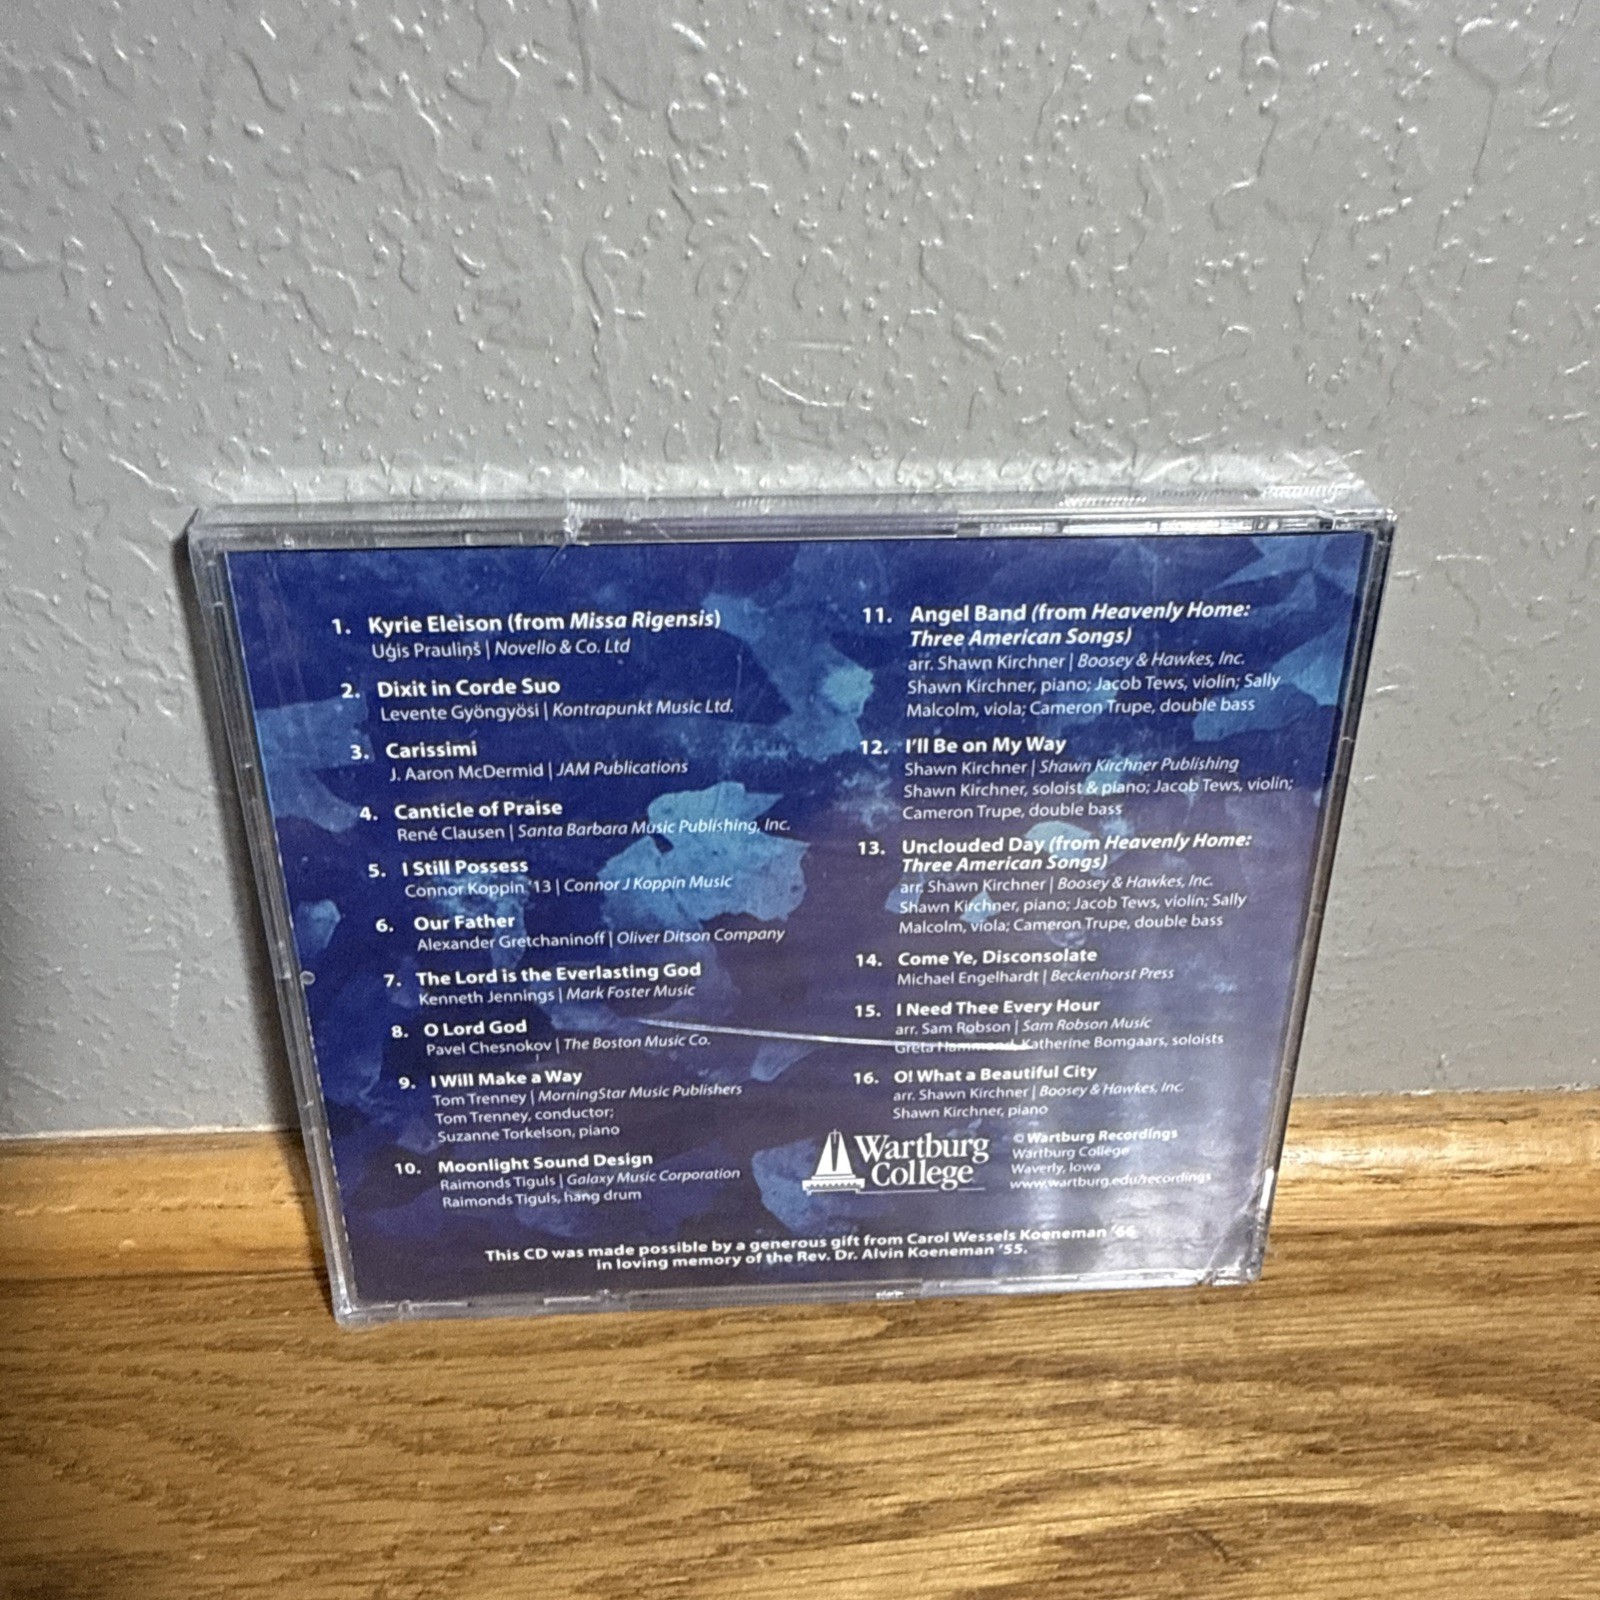 1. Kyrie Eleison (from Missa Rigensis)
Uģis Prauliņš | Novello & Co. Ltd
2. Dixit in Corde Suo
Levente Gyöngyösi | Kontrapunkt Music Ltd.
3. Carissimi
J. Aaron McDermid | JAM Publications
4. Canticle of Praise
René Clausen | Santa Barbara Music Publishing, Inc.
5. I Still Possess
Connor Koppin '13 | Connor J Koppin Music
6. Our Father
Alexander Gretchaninoff | Oliver Ditson Company
7. The Lord is the Everlasting God
Kenneth Jennings | Mark Foster Music
8. O Lord God
Pavel Chesnokov | The Boston Music Co.
9. I Will Make a Way
Tom Trenney | MorningStar Music Publishers
Tom Trenney, conductor;
Suzanne Torkelson, piano
10. Moonlight Sound Design
Raimonds Tiguls | Galaxy Music Corporation
Raimonds Tiguls, hang drum
11. Angel Band (from Heavenly Home:
Three American Songs)
arr. Shawn Kirchner | Boosey & Hawkes, Inc.
Shawn Kirchner, piano; Jacob Tews, violin; Sally
Malcolm, viola; Cameron Trupe, double bass
12. I'll Be on My Way
Shawn Kirchner | Shawn Kirchner Publishing
Shawn Kirchner, soloist & piano; Jacob Tews, violin;
Cameron Trupe, double bass
13. Unclouded Day (from Heavenly Home:
Three American Songs)
arr. Shawn Kirchner | Boosey & Hawkes, Inc.
Shawn Kirchner, piano; Jacob Tews, violin; Sally
Malcolm, viola; Cameron Trupe, double bass
14. Come Ye, Disconsolate
Michael Engelhardt | Beckenhorst Press
15. I Need Thee Every Hour
arr. Sam Robson | Sam Robson Music
Greta Hammond, Katherine Bomgaars, soloists
16. O! What a Beautiful City
arr. Shawn Kirchner | Boosey & Hawkes, Inc.
Shawn Kirchner, piano
Wartburg
College
© Wartburg Recordings
Wartburg College
Waverly, Iowa
www.wartburg.edu/recordings
This CD was made possible by a generous gift from Carol Wessels Koeneman '66
in loving memory of the Rev. Dr. Alvin Koeneman '55.